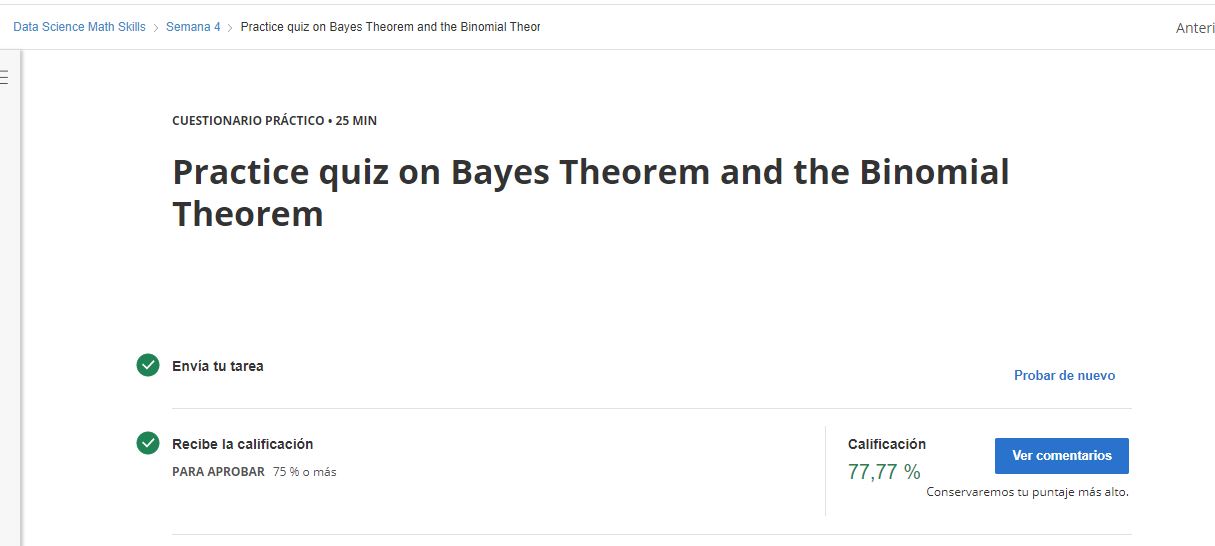 Data Science Math Skills > Semana 4 > Practice quiz on Bayes Theorem and the Binomial Theor
Anteri
CUESTIONARIO PRÁCTICO • 25 MIN
Practice quiz on Bayes Theorem and the Binomial
Theorem
Envía tu tarea
Probar de nuevo
Recibe la calificación
PARA APROBAR 75 % o más
Calificación
77,77 %
Ver comentarios
Conservaremos tu puntaje más alto.